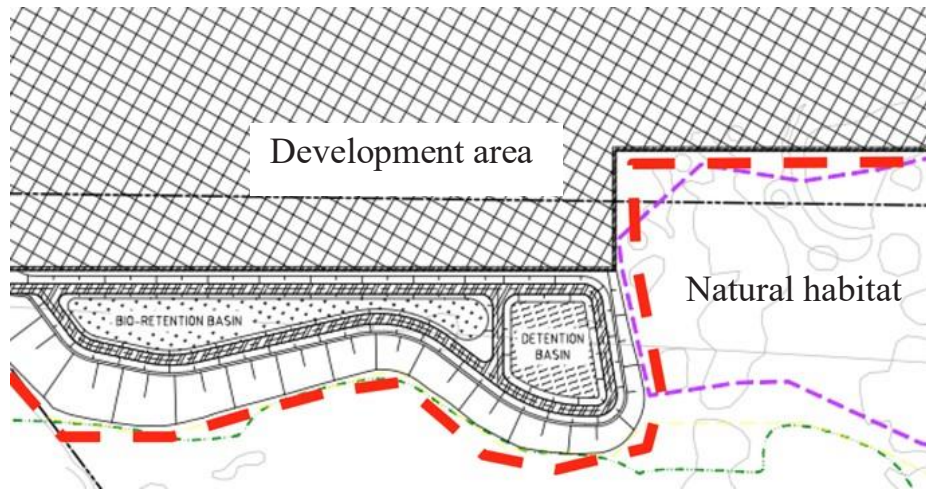 Development area
Natural habitat
BIO-RETENTION BASIN
DETENTION
BASIN